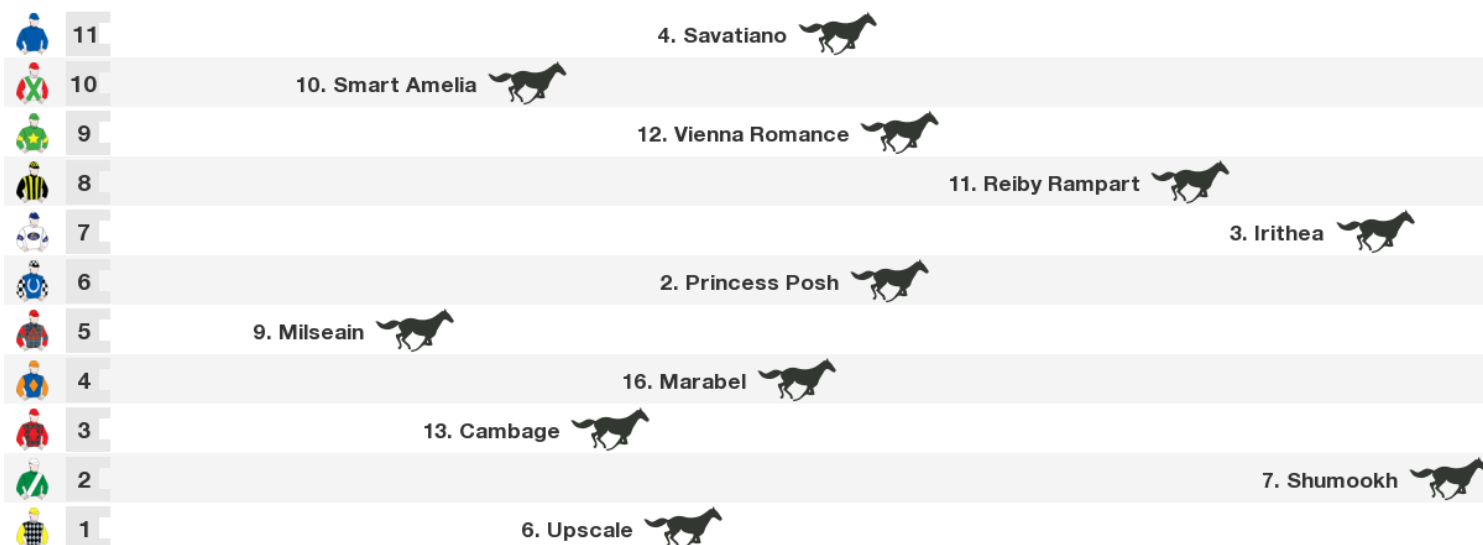 11 4. Savatiano
10 10. Smart Amelia
9 12. Vienna Romance
8 11. Reiby Rampart
7 3. Irithea
6 2. Princess Posh
5 9. Milseain
4 16. Marabel
3 13. Cambage
2 7. Shumookh
1 6. Upscale